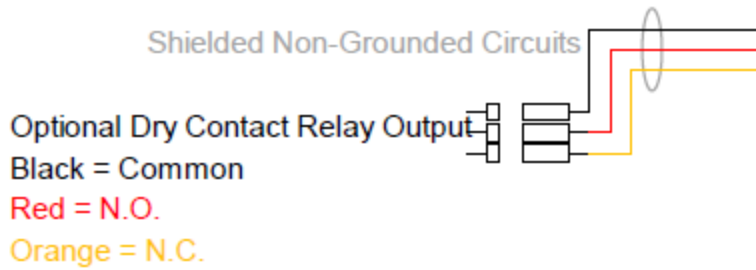 Shielded Non-Grounded Circuits
Optional Dry Contact Relay Output
Black = Common
Red = N.O.
Orange = N.C.